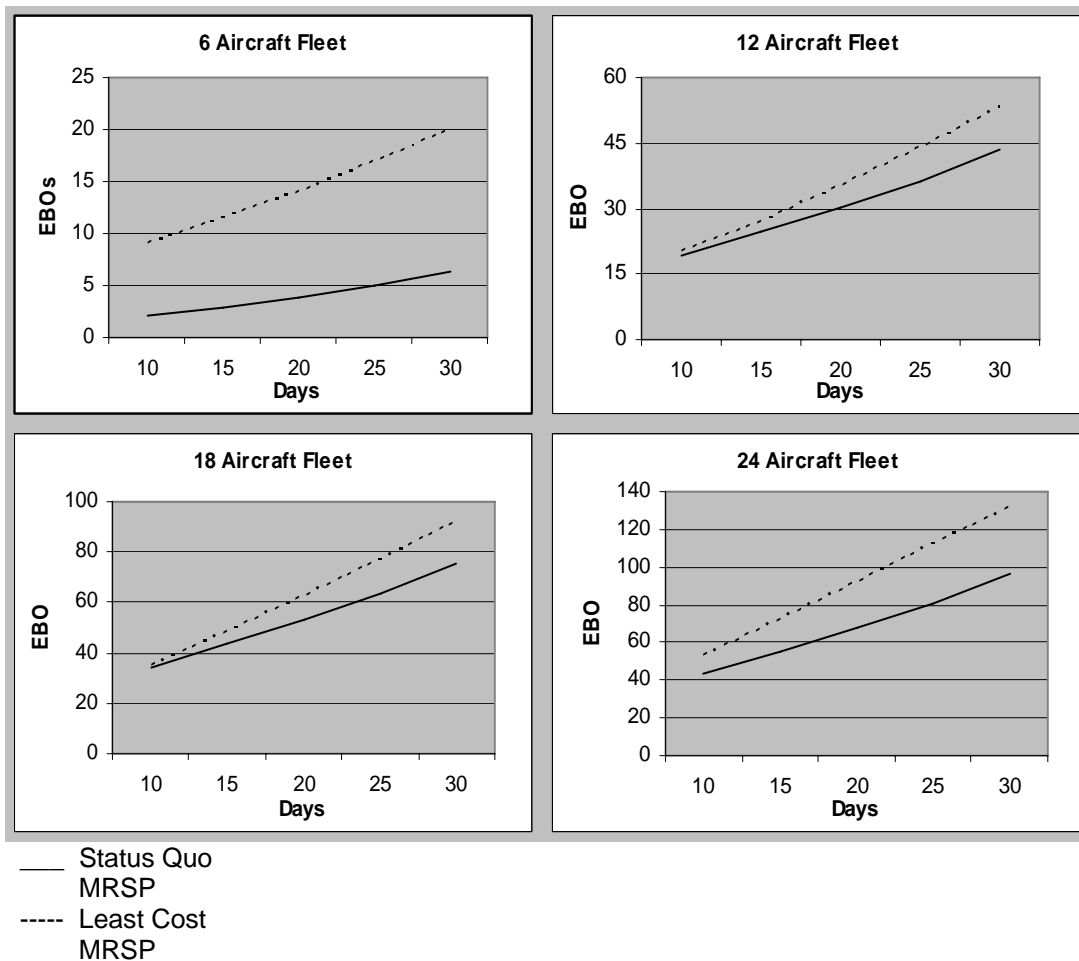 6 Aircraft Fleet
25
20
15
10
5
0
EBOs
10 15 20 25 30
Days
12 Aircraft Fleet
60
45
30
15
0
EBO
10 15 20 25 30
Days
18 Aircraft Fleet
100
80
60
40
20
0
EBO
10 15 20 25 30
Days
24 Aircraft Fleet
140
120
100
80
60
40
20
0
EBO
10 15 20 25 30
Days
___ Status Quo
MRSP
----- Least Cost
MRSP